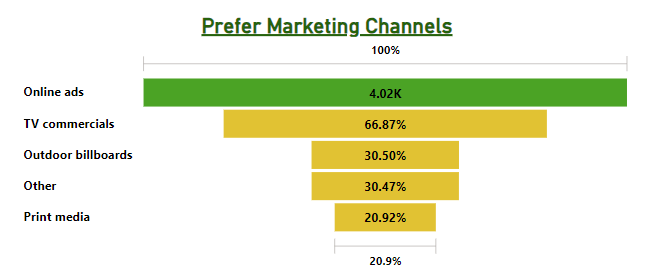 Prefer Marketing Channels
100%
Online ads 4.02K
TV commercials 66.87%
Outdoor billboards 30.50%
Other 30.47%
Print media 20.92%
20.9%